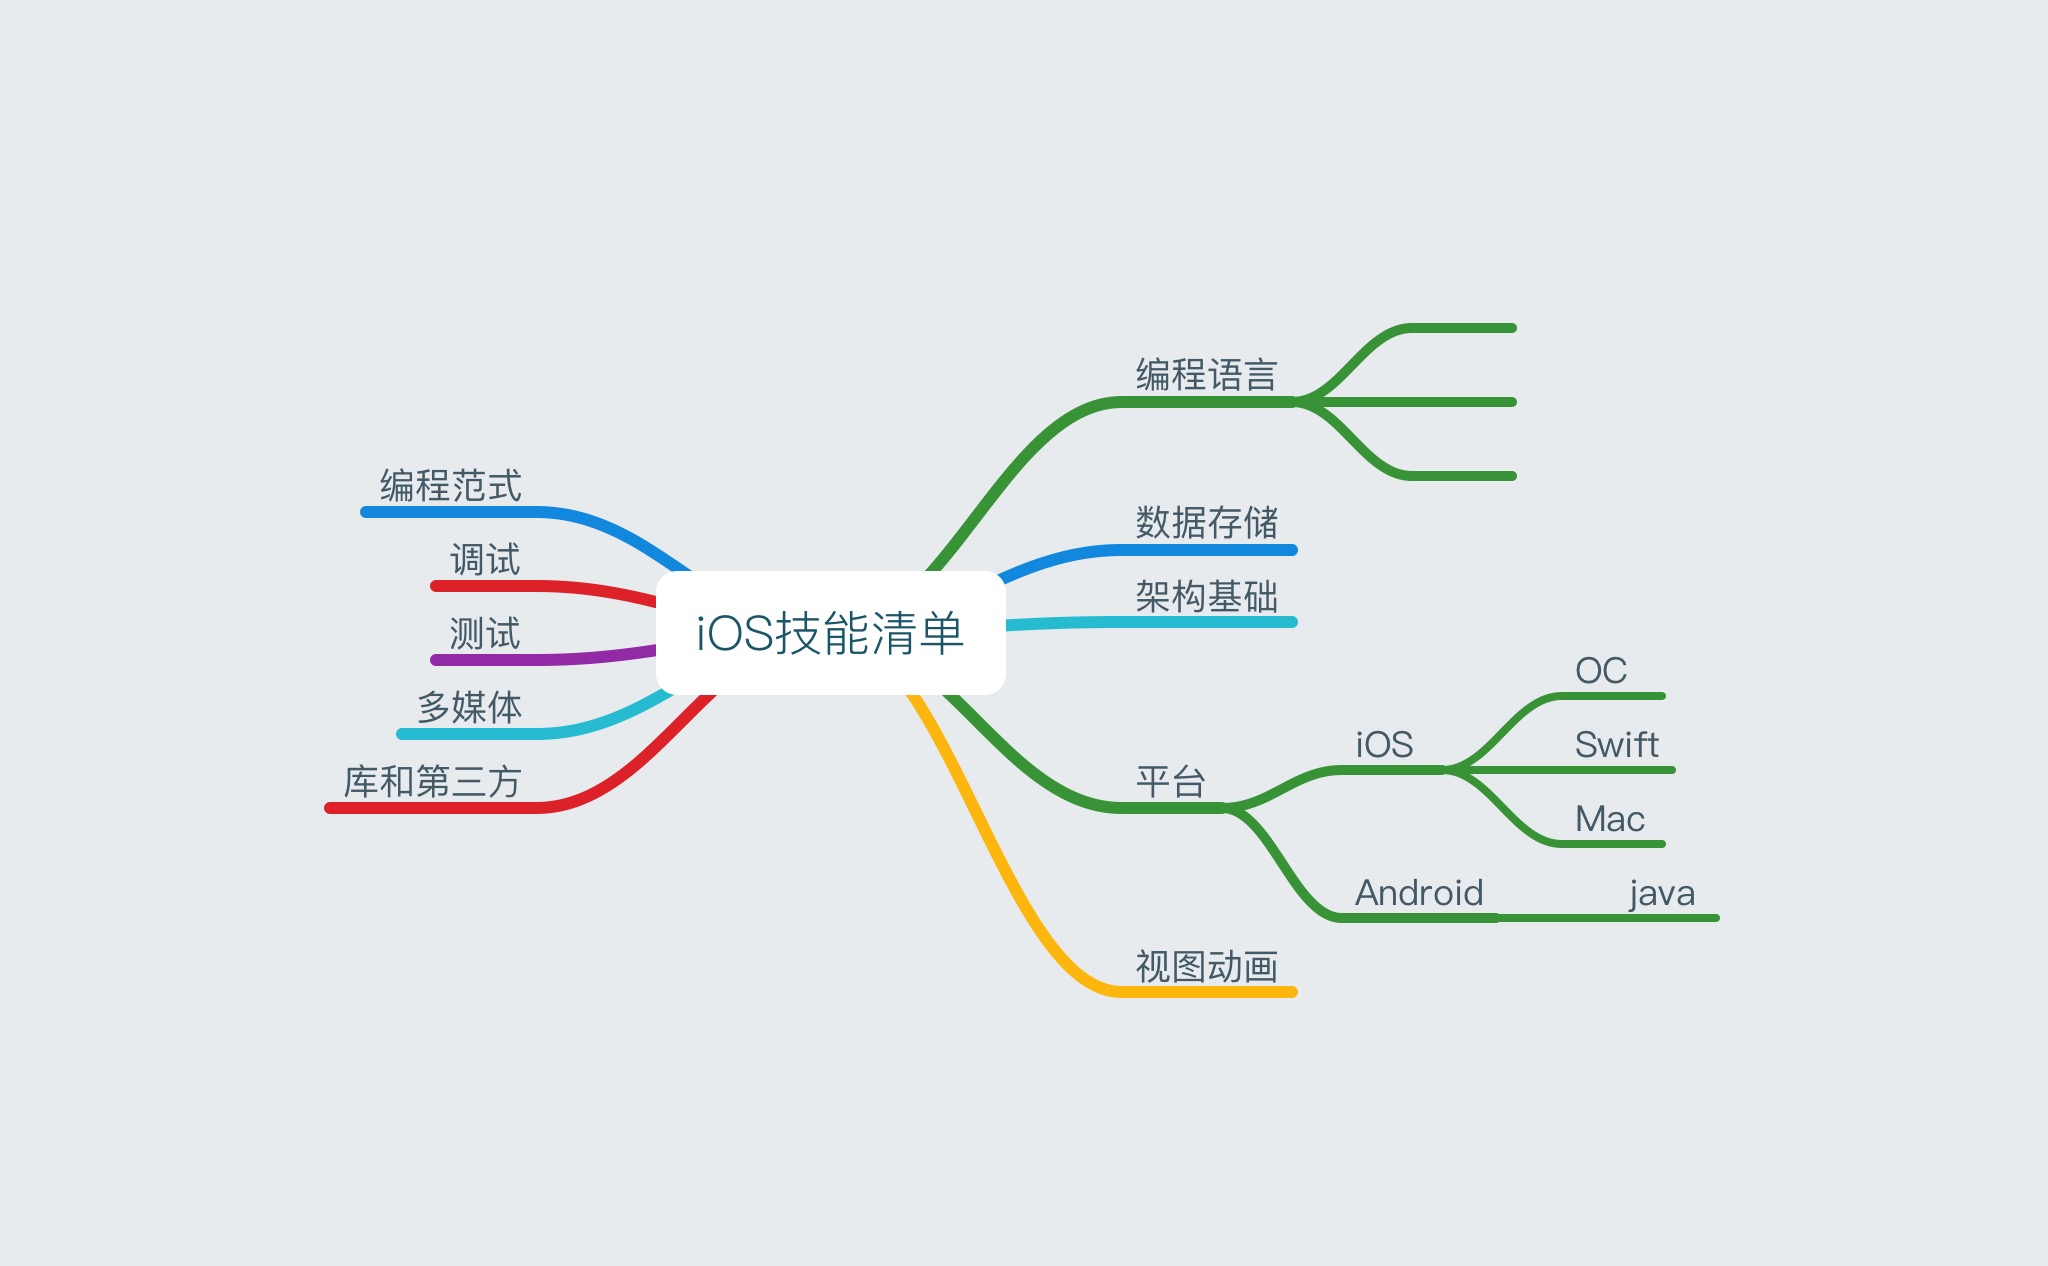 iOS技能清单
编程语言
数据存储
架构基础
平台
iOS
OC
Swift
Mac
Android
java
视图动画
编程范式
调试
测试
多媒体
库和第三方